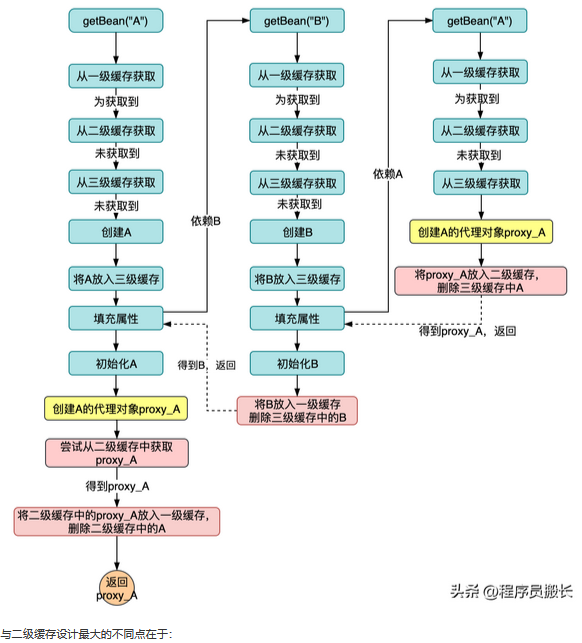 getBean("A")
从一级缓存获取
为获取到
从二级缓存获取
未获取到
从三级缓存获取
未获取到
创建A
将A放入三级缓存
填充属性
初始化A
创建A的代理对象proxy_A
尝试从二级缓存中获取
proxy_A
得到proxy_A
将二级缓存中的proxy_A放入一级缓存，
删除二级缓存中的A
返回
proxy_A
依赖B
得到B，返回
getBean("B")
从一级缓存获取
为获取到
从二级缓存获取
未获取到
从三级缓存获取
未获取到
创建B
将B放入三级缓存
填充属性
初始化B
将B放入一级缓存
删除三级缓存中的B
依赖A
getBean("A")
从一级缓存获取
为获取到
从二级缓存获取
未获取到
从三级缓存获取
创建A的代理对象proxy_A
将proxy_A放入二级缓存，
删除三级缓存中A
得到proxy_A，返回
头条 @程序员搬长
与二级缓存设计最大的不同点在于：